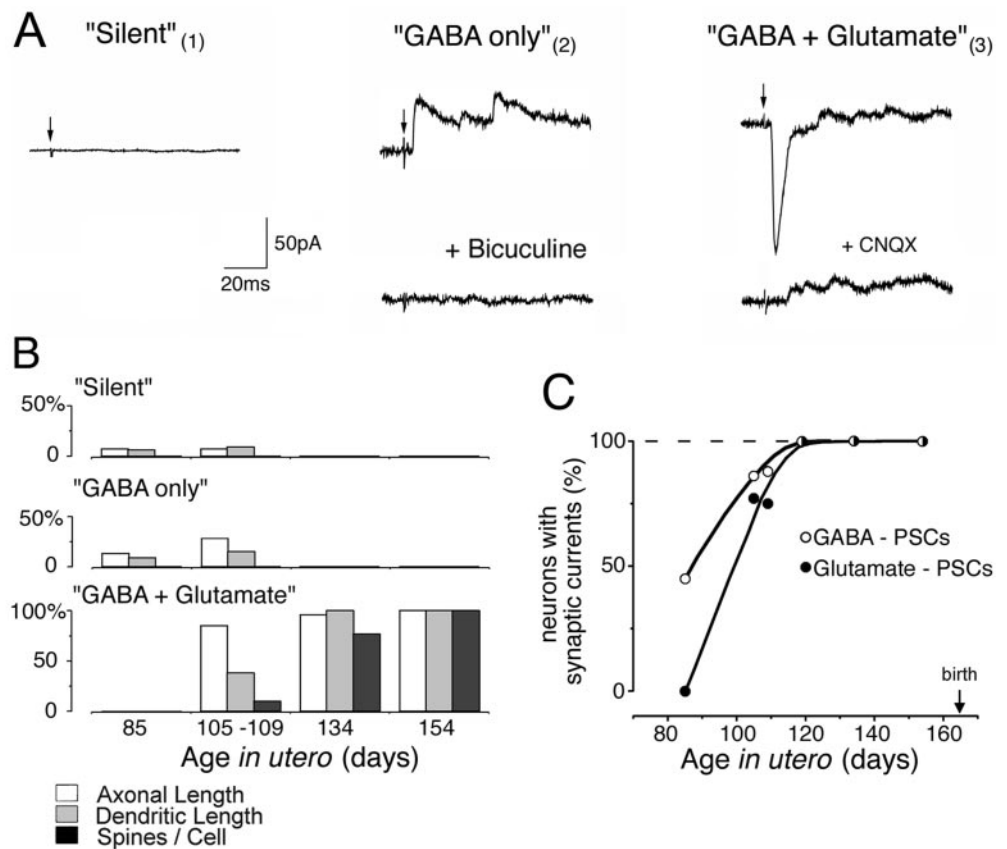 A
"Silent"(1)
"GABA only"(2)
"GABA + Glutamate"(3)
50pA
20ms
+ Bicuculine
+ CNQX
B
"Silent"
50%
0
"GABA only"
50%
0
"GABA + Glutamate"
100%
50
0
85 105 -109 134 154
Age in utero (days)
Axonal Length
Dendritic Length
Spines / Cell
C
neurons with
synaptic currents (%)
100
50
0
GABA - PSCs
Glutamate - PSCs
birth
80 100 120 140 160
Age in utero (days)